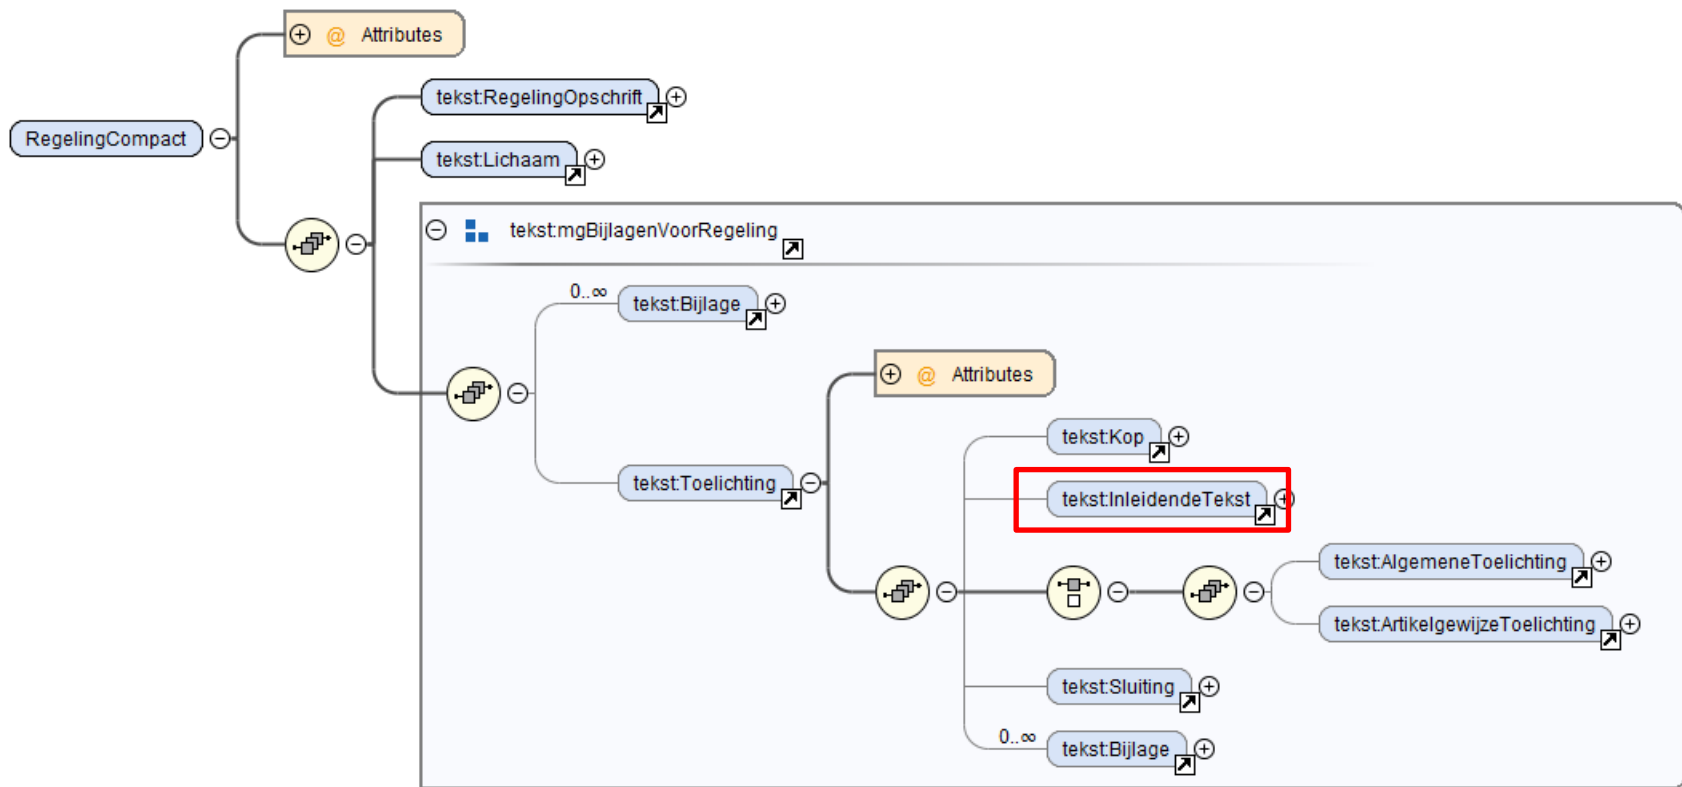 @ Attributes
tekst:RegelingOpschrift
RegelingCompact
tekst:Lichaam
tekst:mgBijlagenVoorRegeling
0..∞
tekst:Bijlage
@ Attributes
tekst:Kop
tekst:Toelichting
tekst:InleidendeTekst
tekst:AlgemeneToelichting
tekst:ArtikelgewijzeToelichting
tekst:Sluiting
0..∞
tekst:Bijlage